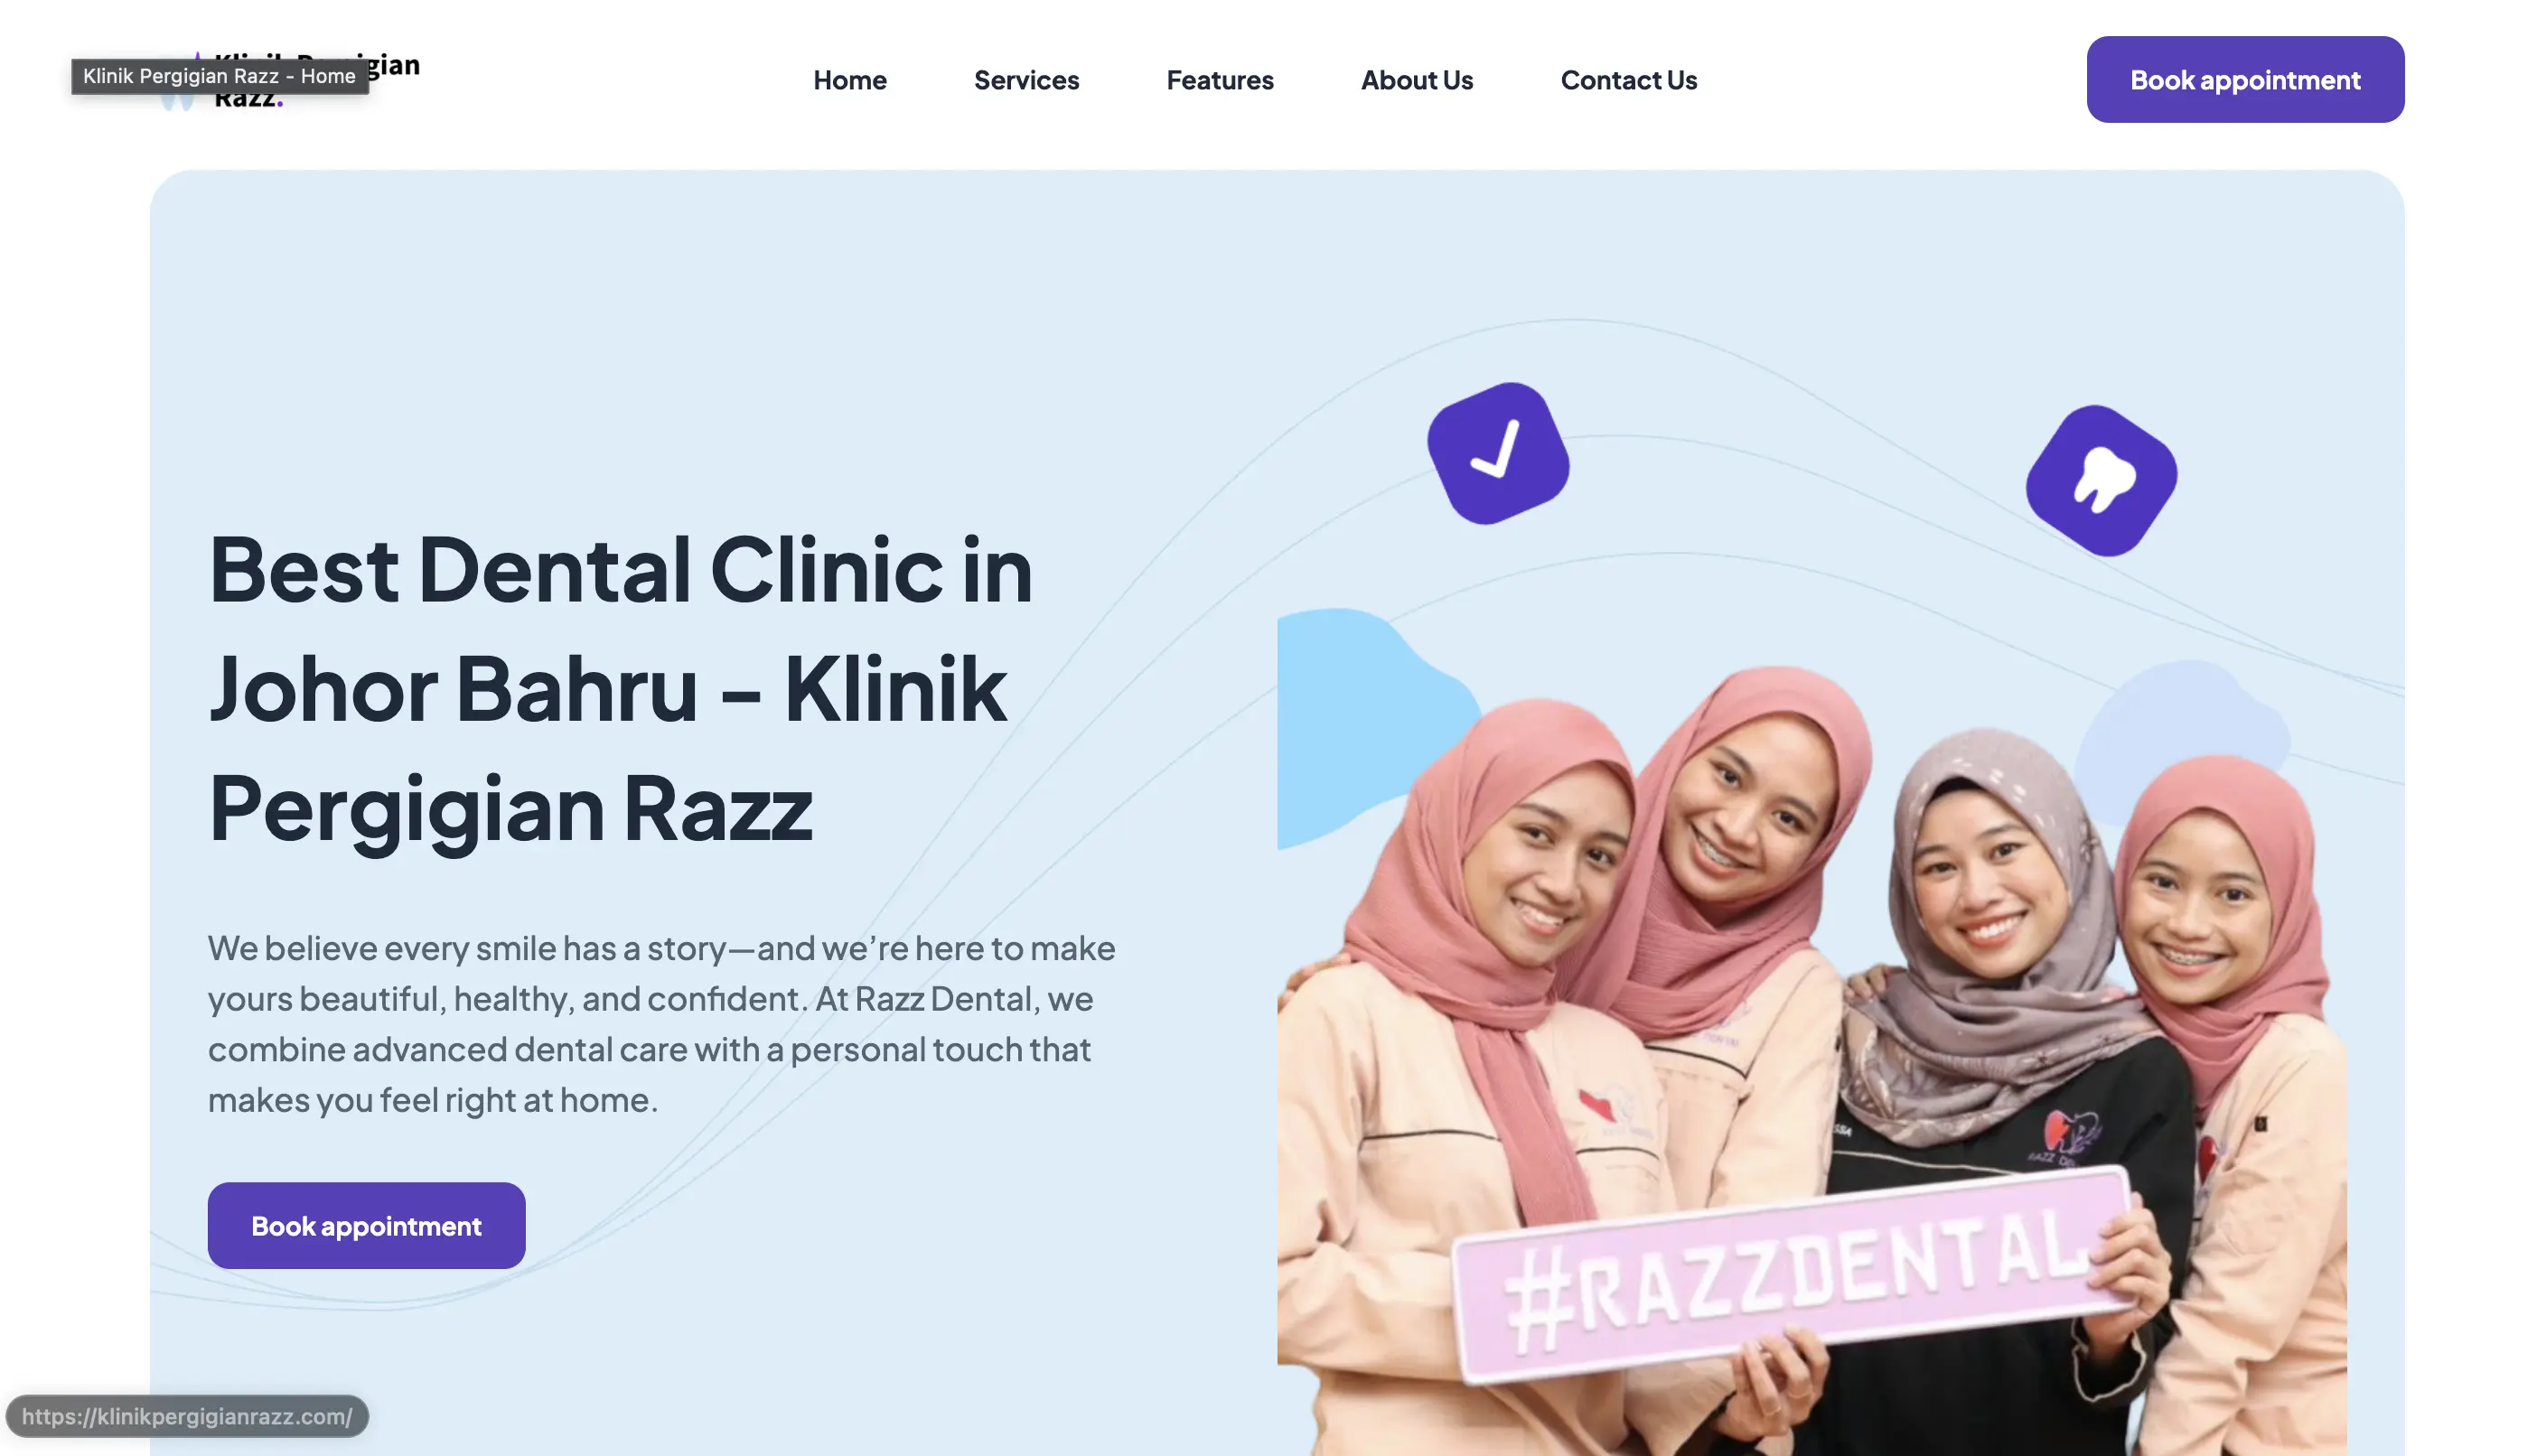 Klinik Pergigian Razz - Home
gian
Razz.
Home
Services
Features
About Us
Contact Us
Book appointment
Best Dental Clinic in
Johor Bahru – Klinik
Pergigian Razz
We believe every smile has a story—and we’re here to make
yours beautiful, healthy, and confident. At Razz Dental, we
combine advanced dental care with a personal touch that
makes you feel right at home.
Book appointment
#RAZZDENTAL
https://klinikpergigianrazz.com/